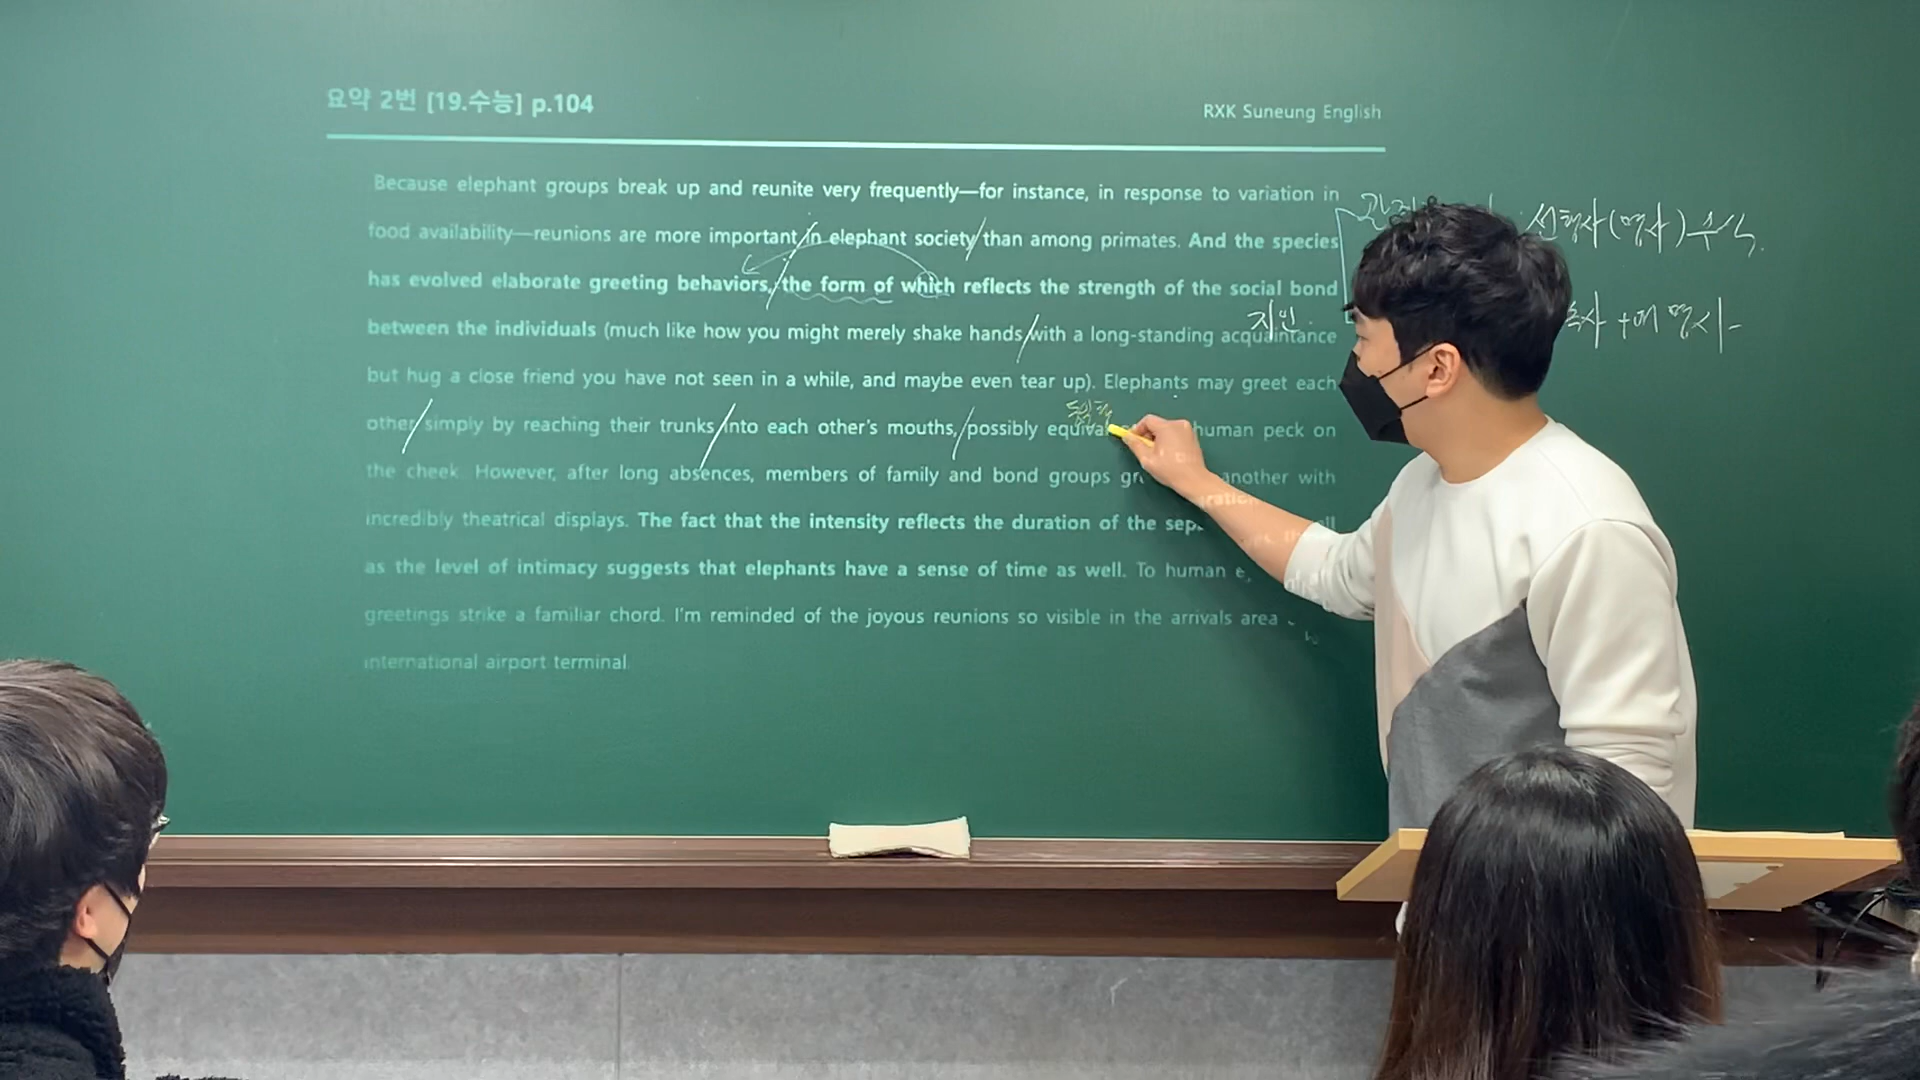 요약 2번 [19.수능] p.104
RXK Suneung English
Because elephant groups break up and reunite very frequently—for instance, in response to variation in
food availability—reunions are more important in elephant society than among primates. And the species
has evolved elaborate greeting behaviors, the form of which reflects the strength of the social bond
between the individuals (much like how you might merely shake hands with a long-standing acquaintance
but hug a close friend you have not seen in a while, and maybe even tear up). Elephants may greet each
other simply by reaching their trunks into each other's mouths, possibly human peck on
the cheek. However, after long absences, members of family and bond groups another with
incredibly theatrical displays. The fact that the intensity reflects the duration of the
as the level of intimacy suggests that elephants have a sense of time as well. To human
greetings strike a familiar chord. I'm reminded of the joyous reunions so visible in the arrivals area
international airport terminal.
선행사(명사)수식
지인